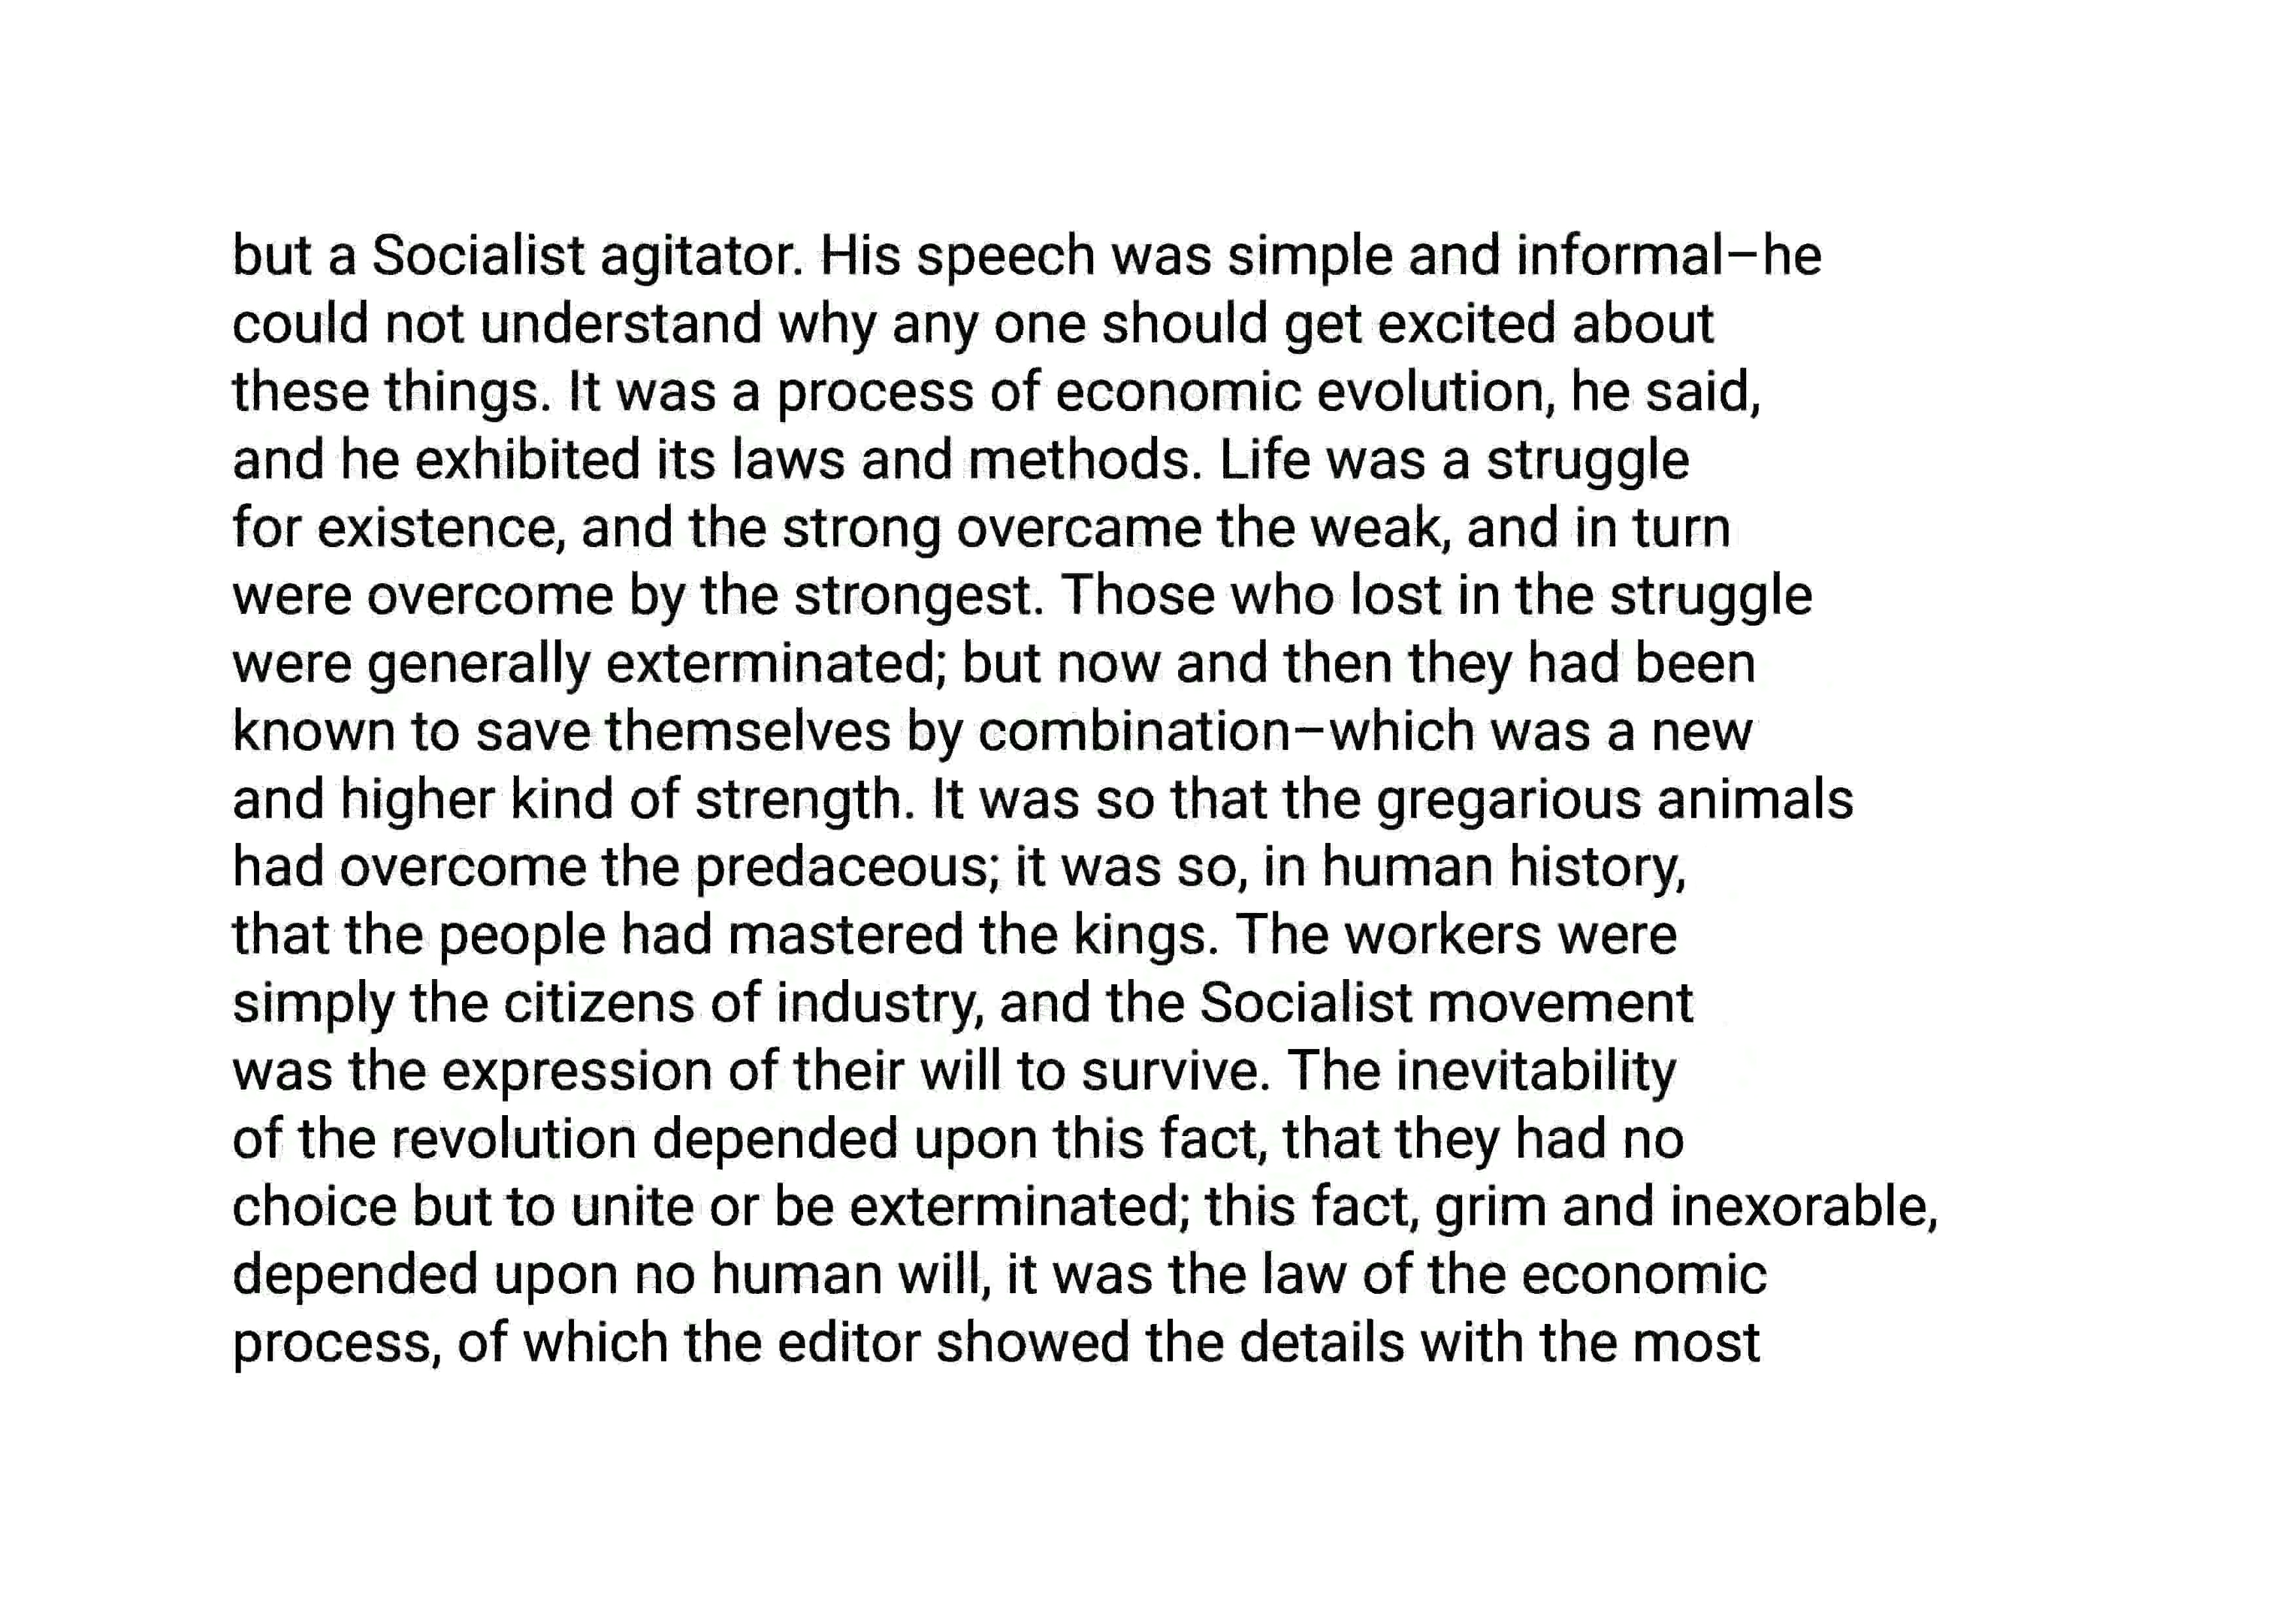 but a Socialist agitator. His speech was simple and informal–he
could not understand why any one should get excited about
these things. It was a process of economic evolution, he said,
and he exhibited its laws and methods. Life was a struggle
for existence, and the strong overcame the weak, and in turn
were overcome by the strongest. Those who lost in the struggle
were generally exterminated; but now and then they had been
known to save themselves by combination–which was a new
and higher kind of strength. It was so that the gregarious animals
had overcome the predaceous; it was so, in human history,
that the people had mastered the kings. The workers were
simply the citizens of industry, and the Socialist movement
was the expression of their will to survive. The inevitability
of the revolution depended upon this fact, that they had no
choice but to unite or be exterminated; this fact, grim and inexorable,
depended upon no human will, it was the law of the economic
process, of which the editor showed the details with the most